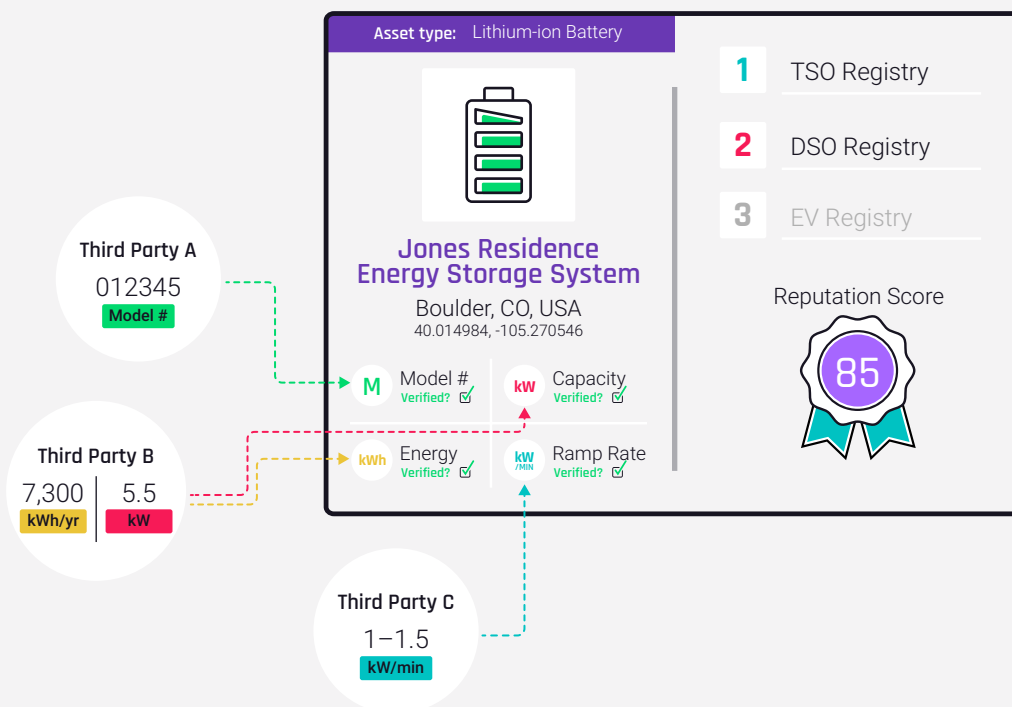 Asset type: Lithium-ion Battery
Jones Residence
Energy Storage System
Boulder, CO, USA
40.014984, -105.270546
M Model #
Verified?
kW Capacity
Verified?
kWh Energy
Verified?
kW/MIN Ramp Rate
Verified?
1 TSO Registry
2 DSO Registry
3 EV Registry
Reputation Score
85
Third Party A
012345
Model #
Third Party B
7,300 5.5
kWh/yr kW
Third Party C
1–1.5
kW/min